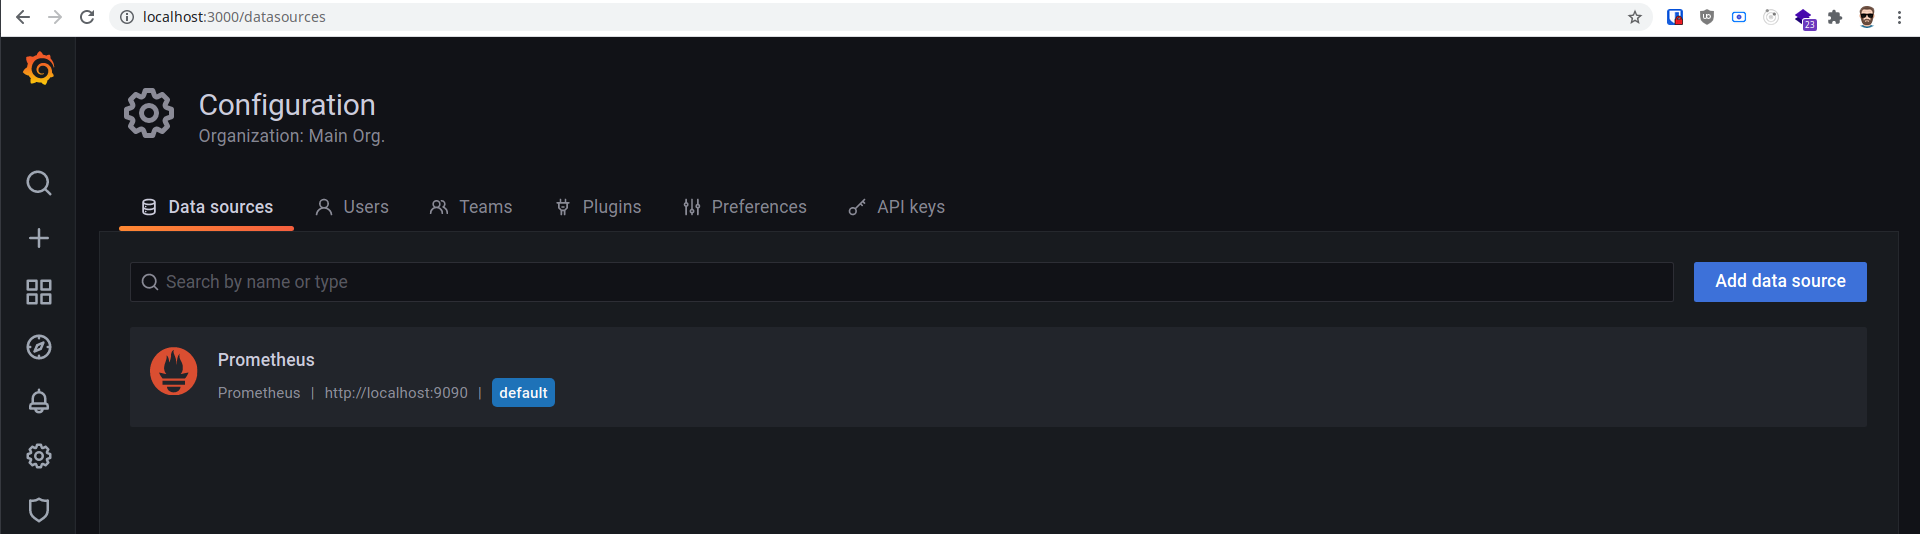 localhost:3000/datasources
23
Configuration
Organization: Main Org.
Data sources Users Teams Plugins Preferences API keys
Search by name or type
Add data source
Prometheus
Prometheus | http://localhost:9090 | default